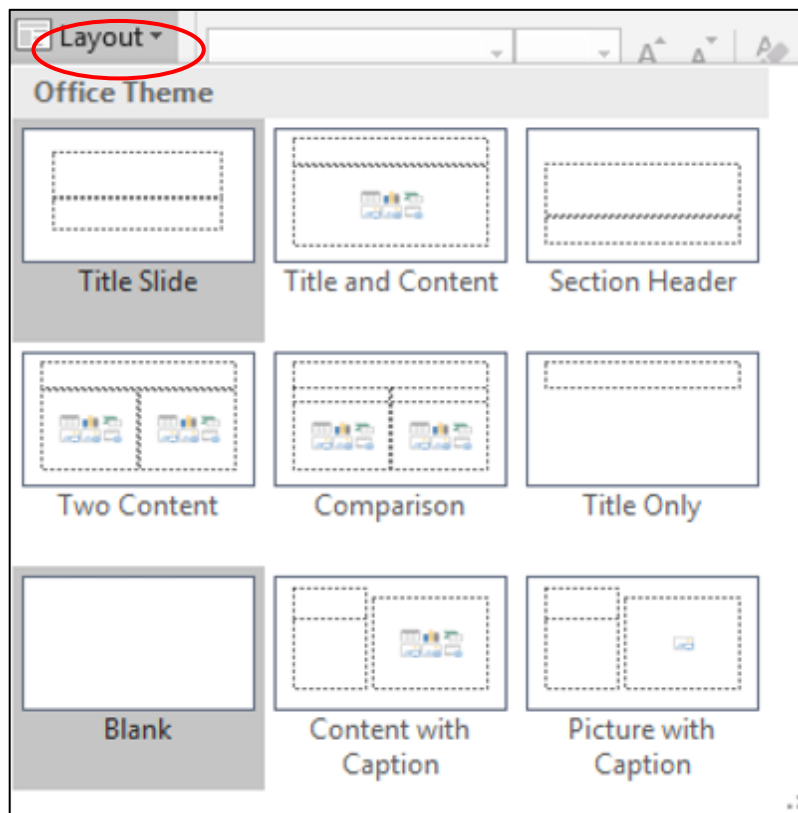 Layout
A A A
Office Theme
Title Slide
Title and Content
Section Header
Two Content
Comparison
Title Only
Blank
Content with
Caption
Picture with
Caption